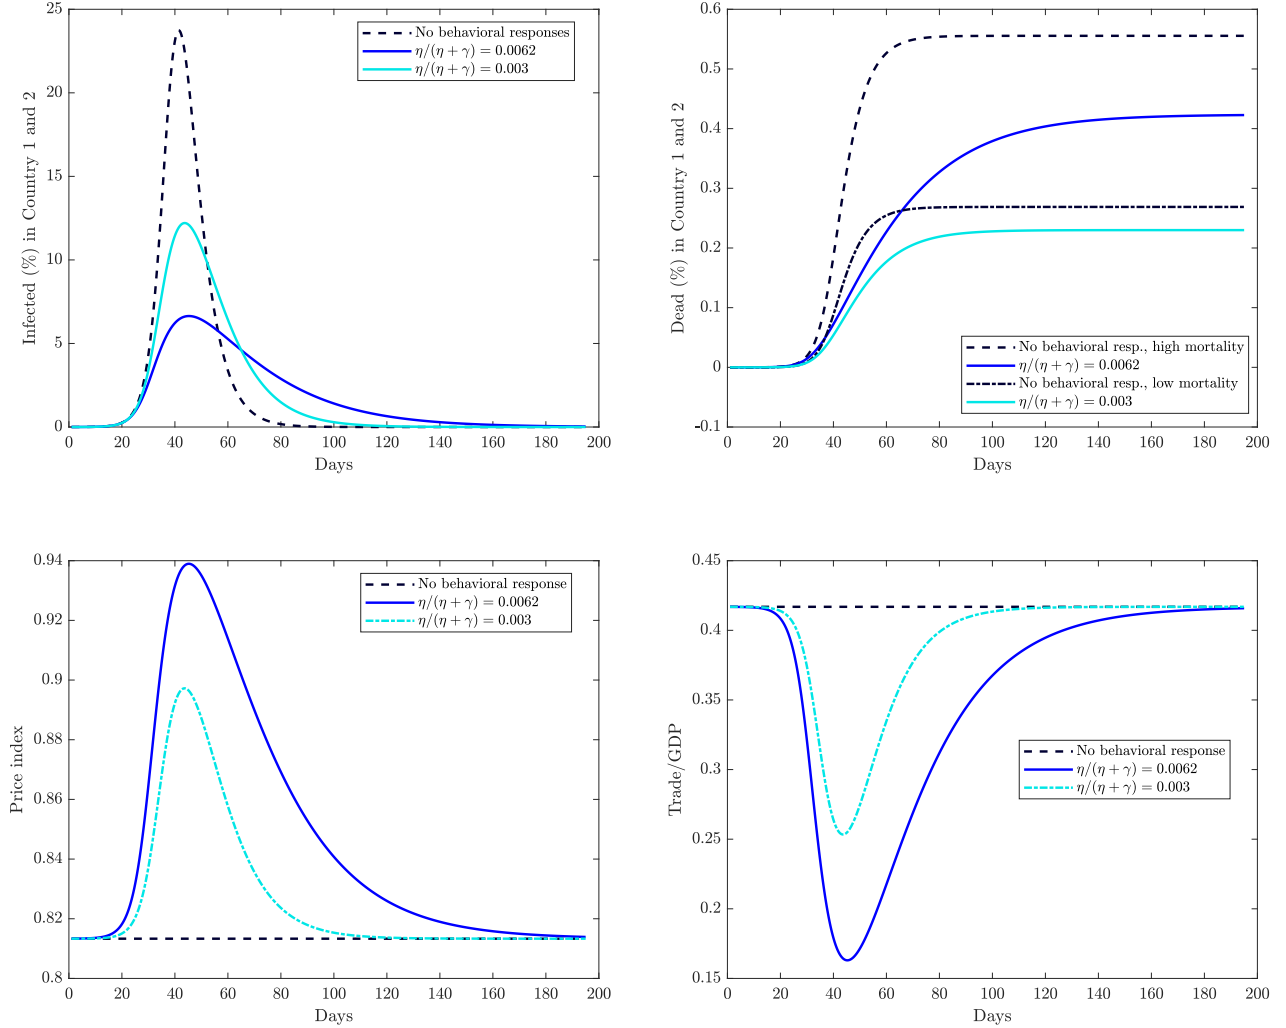 25
20
15
10
5
0
0 20 40 60 80 100 120 140 160 180 200
Days
Infected (%) in Country 1 and 2
No behavioral responses
η/(η + γ) = 0.0062
η/(η + γ) = 0.003
0.6
0.5
0.4
0.3
0.2
0.1
0
-0.1
0 20 40 60 80 100 120 140 160 180 200
Days
Dead (%) in Country 1 and 2
No behavioral resp., high mortality
η/(η + γ) = 0.0062
No behavioral resp., low mortality
η/(η + γ) = 0.003
0.94
0.92
0.9
0.88
0.86
0.84
0.82
0.8
0 20 40 60 80 100 120 140 160 180 200
Days
Price index
No behavioral response
η/(η + γ) = 0.0062
η/(η + γ) = 0.003
0.45
0.4
0.35
0.3
0.25
0.2
0.15
0 20 40 60 80 100 120 140 160 180 200
Days
Trade/GDP
No behavioral response
η/(η + γ) = 0.0062
η/(η + γ) = 0.003